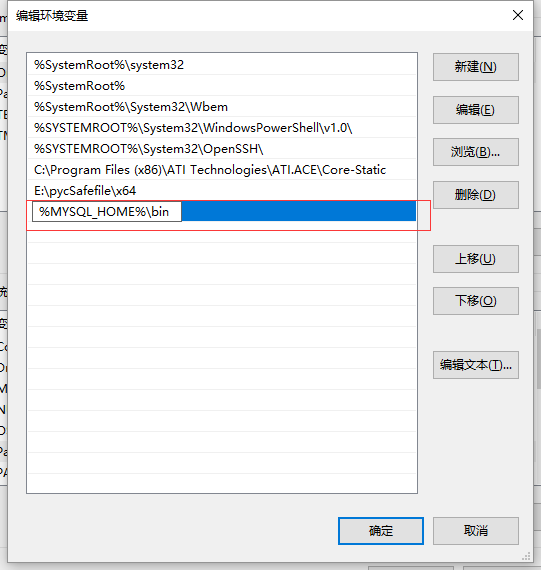 编辑环境变量
%SystemRoot%\system32
%SystemRoot%
%SystemRoot%\System32\Wbem
%SYSTEMROOT%\System32\WindowsPowerShell\v1.0\
%SYSTEMROOT%\System32\OpenSSH\
C:\Program Files (x86)\ATI Technologies\ATI.ACE\Core-Static
E:\pycSafefile\x64
%MYSQL_HOME%\bin
新建(N)
编辑(E)
浏览(B)...
删除(D)
上移(U)
下移(O)
编辑文本(T)...
确定
取消